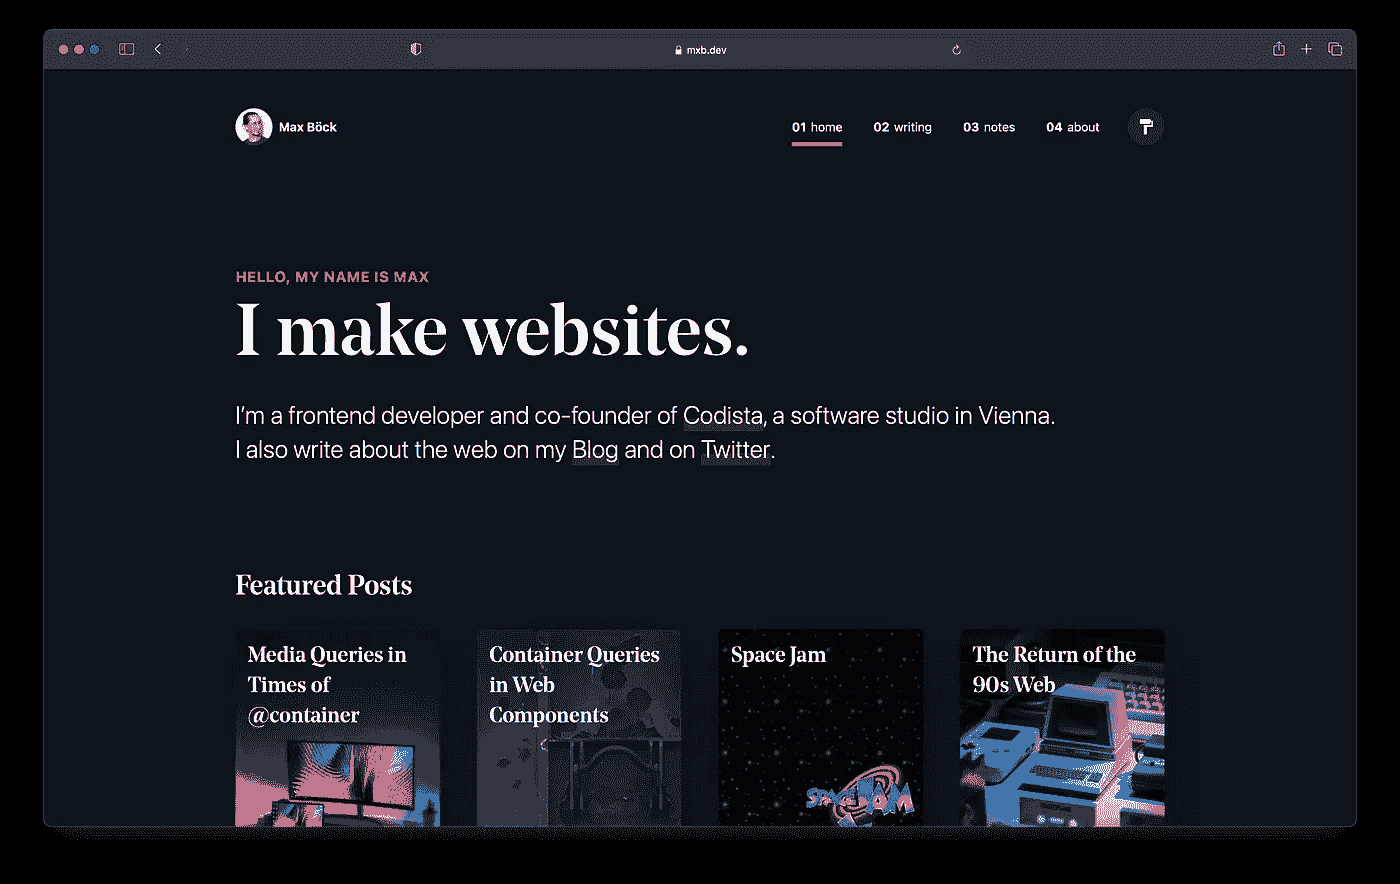 mxb.dev
Max Böck
01 home
02 writing
03 notes
04 about
HELLO, MY NAME IS MAX
I make websites.
I'm a frontend developer and co-founder of Codista, a software studio in Vienna.
I also write about the web on my Blog and on Twitter.
Featured Posts
Media Queries in
Times of
@container
Container Queries
in Web
Components
Space Jam
SPACE JAM
The Return of the
90s Web